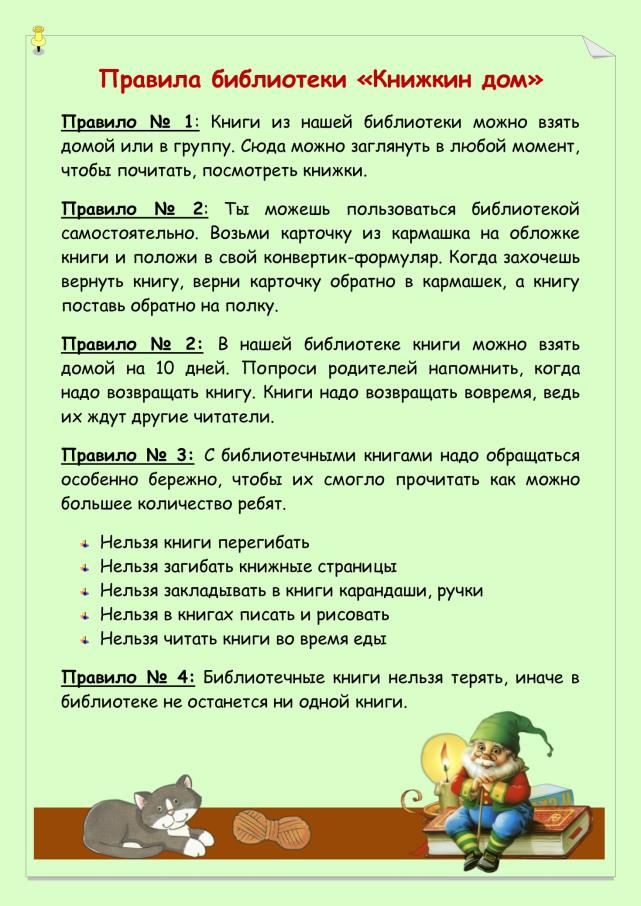 Правила библиотеки «Книжкин дом»
Правило № 1: Книги из нашей библиотеки можно взять
домой или в группу. Сюда можно заглянуть в любой момент,
чтобы почитать, посмотреть книжки.
Правило № 2: Ты можешь пользоваться библиотекой
самостоятельно. Возьми карточку из кармашка на обложке
книги и положи в свой конвертик-формуляр. Когда захочешь
вернуть книгу, верни карточку обратно в кармашек, а книгу
поставь обратно на полку.
Правило № 2: В нашей библиотеке книги можно взять
домой на 10 дней. Попроси родителей напомнить, когда
надо возвращать книгу. Книги надо возвращать вовремя, ведь
их ждут другие читатели.
Правило № 3: С библиотечными книгами надо обращаться
особенно бережно, чтобы их смогло прочитать как можно
большее количество ребят.
Нельзя книги перегибать
Нельзя загибать книжные страницы
Нельзя закладывать в книги карандаши, ручки
Нельзя в книгах писать и рисовать
Нельзя читать книги во время еды
Правило № 4: Библиотечные книги нельзя терять, иначе в
библиотеке не останется ни одной книги.